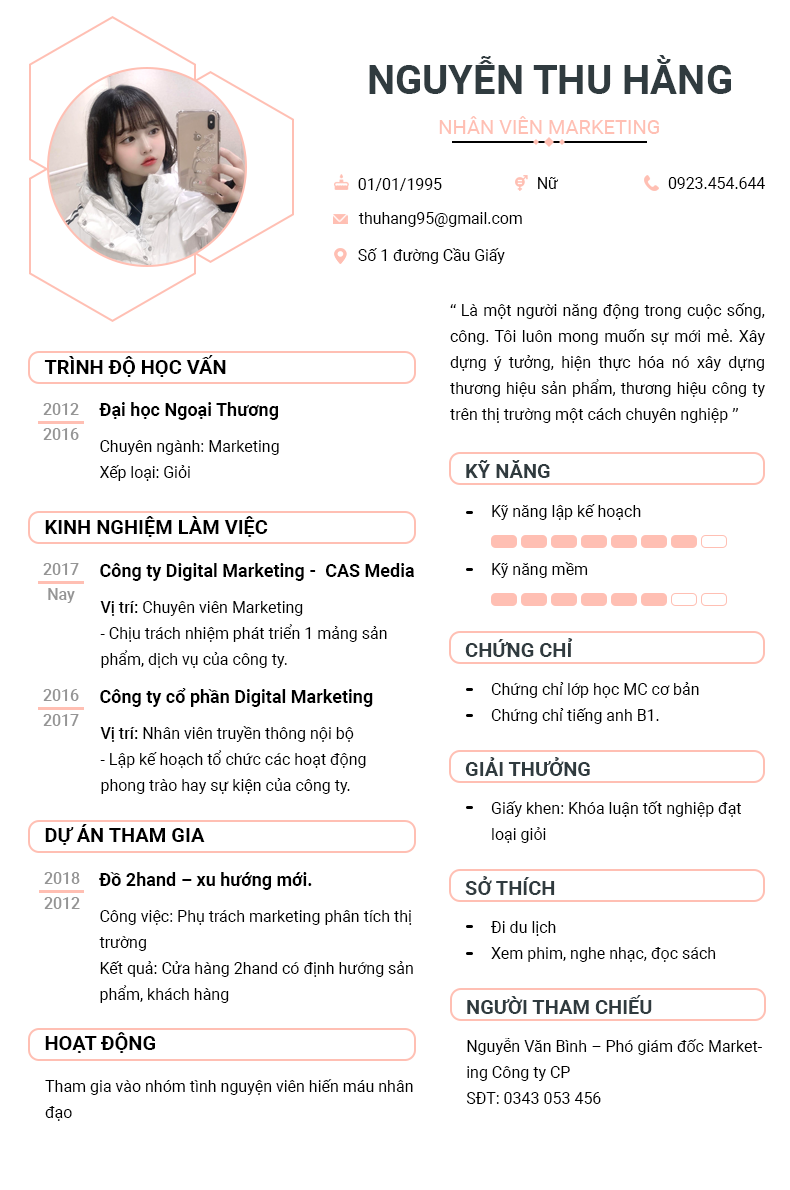 NGUYỄN THU HẰNG
NHÂN VIÊN MARKETING
01/01/1995
Nữ
0923.454.644
thuhang95@gmail.com
Số 1 đường Cầu Giấy
“ Là một người năng động trong cuộc sống,
công. Tôi luôn mong muốn sự mới mẻ. Xây
dựng ý tưởng, hiện thực hóa nó xây dựng
thương hiệu sản phẩm, thương hiệu công ty
trên thị trường một cách chuyên nghiệp ”
TRÌNH ĐỘ HỌC VẤN
2012
2016
Đại học Ngoại Thương
Chuyên ngành: Marketing
Xếp loại: Giỏi
KINH NGHIỆM LÀM VIỆC
2017
Nay
Công ty Digital Marketing -  CAS Media
Vị trí: Chuyên viên Marketing
- Chịu trách nhiệm phát triển 1 mảng sản
phẩm, dịch vụ của công ty.
2016
2017
Công ty cổ phần Digital Marketing
Vị trí: Nhân viên truyền thông nội bộ
- Lập kế hoạch tổ chức các hoạt động
phong trào hay sự kiện của công ty.
DỰ ÁN THAM GIA
2018
2012
Đồ 2hand – xu hướng mới.
Công việc: Phụ trách marketing phân tích thị
trường
Kết quả: Cửa hàng 2hand có định hướng sản
phẩm, khách hàng
HOẠT ĐỘNG
Tham gia vào nhóm tình nguyện viên hiến máu nhân
đạo
KỸ NĂNG
- Kỹ năng lập kế hoạch
- Kỹ năng mềm
CHỨNG CHỈ
- Chứng chỉ lớp học MC cơ bản
- Chứng chỉ tiếng anh B1.
GIẢI THƯỞNG
- Giấy khen: Khóa luận tốt nghiệp đạt
loại giỏi
SỞ THÍCH
- Đi du lịch
- Xem phim, nghe nhạc, đọc sách
NGƯỜI THAM CHIẾU
Nguyễn Văn Bình – Phó giám đốc Market-
ing Công ty CP
SĐT: 0343 053 456